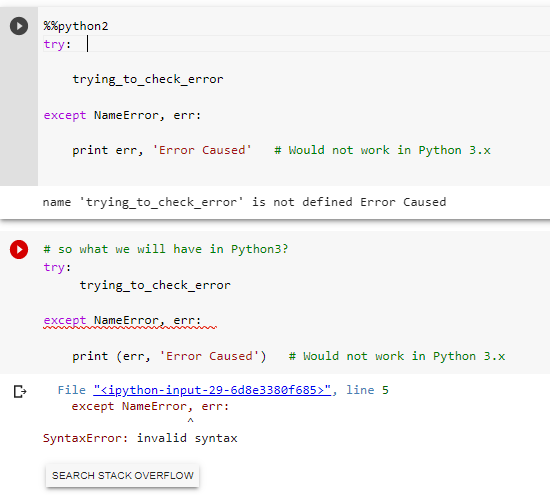 %%python2
try:
trying_to_check_error
except NameError, err:
print err, 'Error Caused'   # Would not work in Python 3.x
name 'trying_to_check_error' is not defined Error Caused
# so what we will have in Python3?
try:
trying_to_check_error
except NameError, err:
print (err, 'Error Caused')   # Would not work in Python 3.x
File "<ipython-input-29-6d8e3380f685>", line 5
except NameError, err:
^
SyntaxError: invalid syntax
SEARCH STACK OVERFLOW